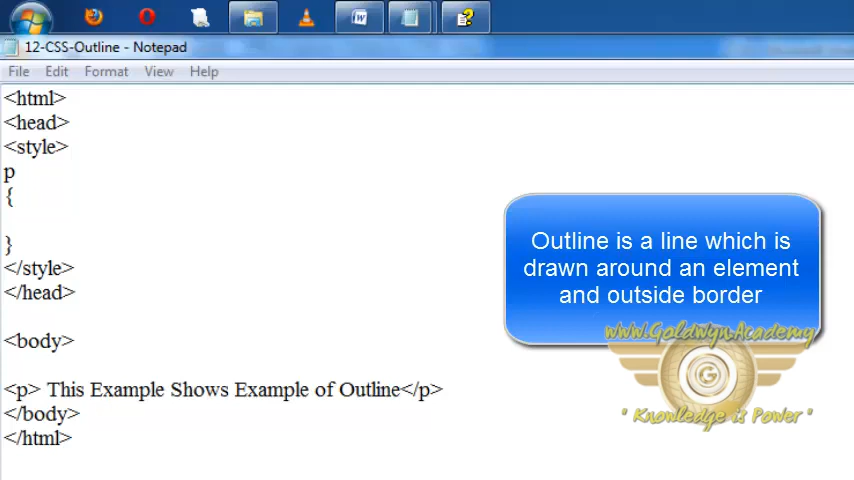 12-CSS-Outline - Notepad
File Edit Format View Help
<html>
<head>
<style>
p
{
}
</style>
</head>
<body>
<p> This Example Shows Example of Outline</p>
</body>
</html>
Outline is a line which is
drawn around an element
and outside border
www.GoldwynAcademy
G
" Knowledge is Power "